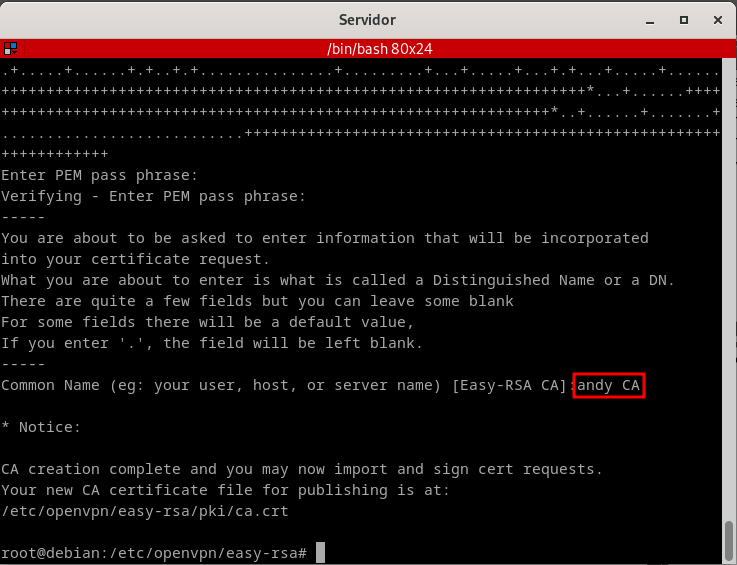 Servidor
/bin/bash 80x24
.+.....+......+.+..+.+...............+.........+...+.....+...+.+...+.....+......
+++++++++++++++++++++++++++++++++++++++++++++++++++++++++++++++++*...+......++++
+++++++++++++++++++++++++++++++++++++++++++++++++++++++++++++*..+......+.......+
...........................+++++++++++++++++++++++++++++++++++++++++++++++++++++
++++++++++++
Enter PEM pass phrase:
Verifying - Enter PEM pass phrase:
-----
You are about to be asked to enter information that will be incorporated
into your certificate request.
What you are about to enter is what is called a Distinguished Name or a DN.
There are quite a few fields but you can leave some blank
For some fields there will be a default value,
If you enter '.', the field will be left blank.
-----
Common Name (eg: your user, host, or server name) [Easy-RSA CA]:andy CA
* Notice:
CA creation complete and you may now import and sign cert requests.
Your new CA certificate file for publishing is at:
/etc/openvpn/easy-rsa/pki/ca.crt
root@debian:/etc/openvpn/easy-rsa#